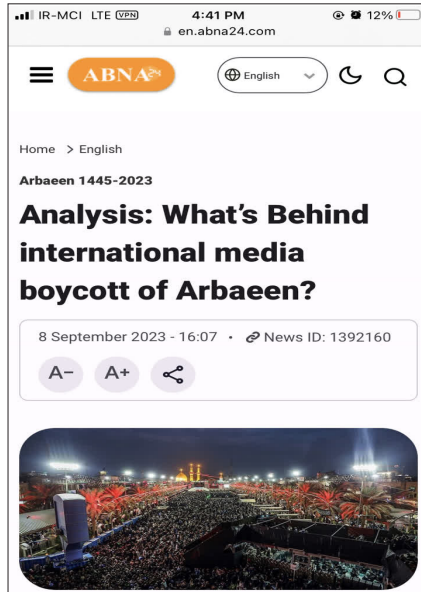 IR-MCI LTE VPN 4:41 PM 12%
en.abna24.com
ABNA English
Home > English
Arbaeen 1445-2023
Analysis: What’s Behind
international media
boycott of Arbaeen?
8 September 2023 - 16:07 · News ID: 1392160
A− A+